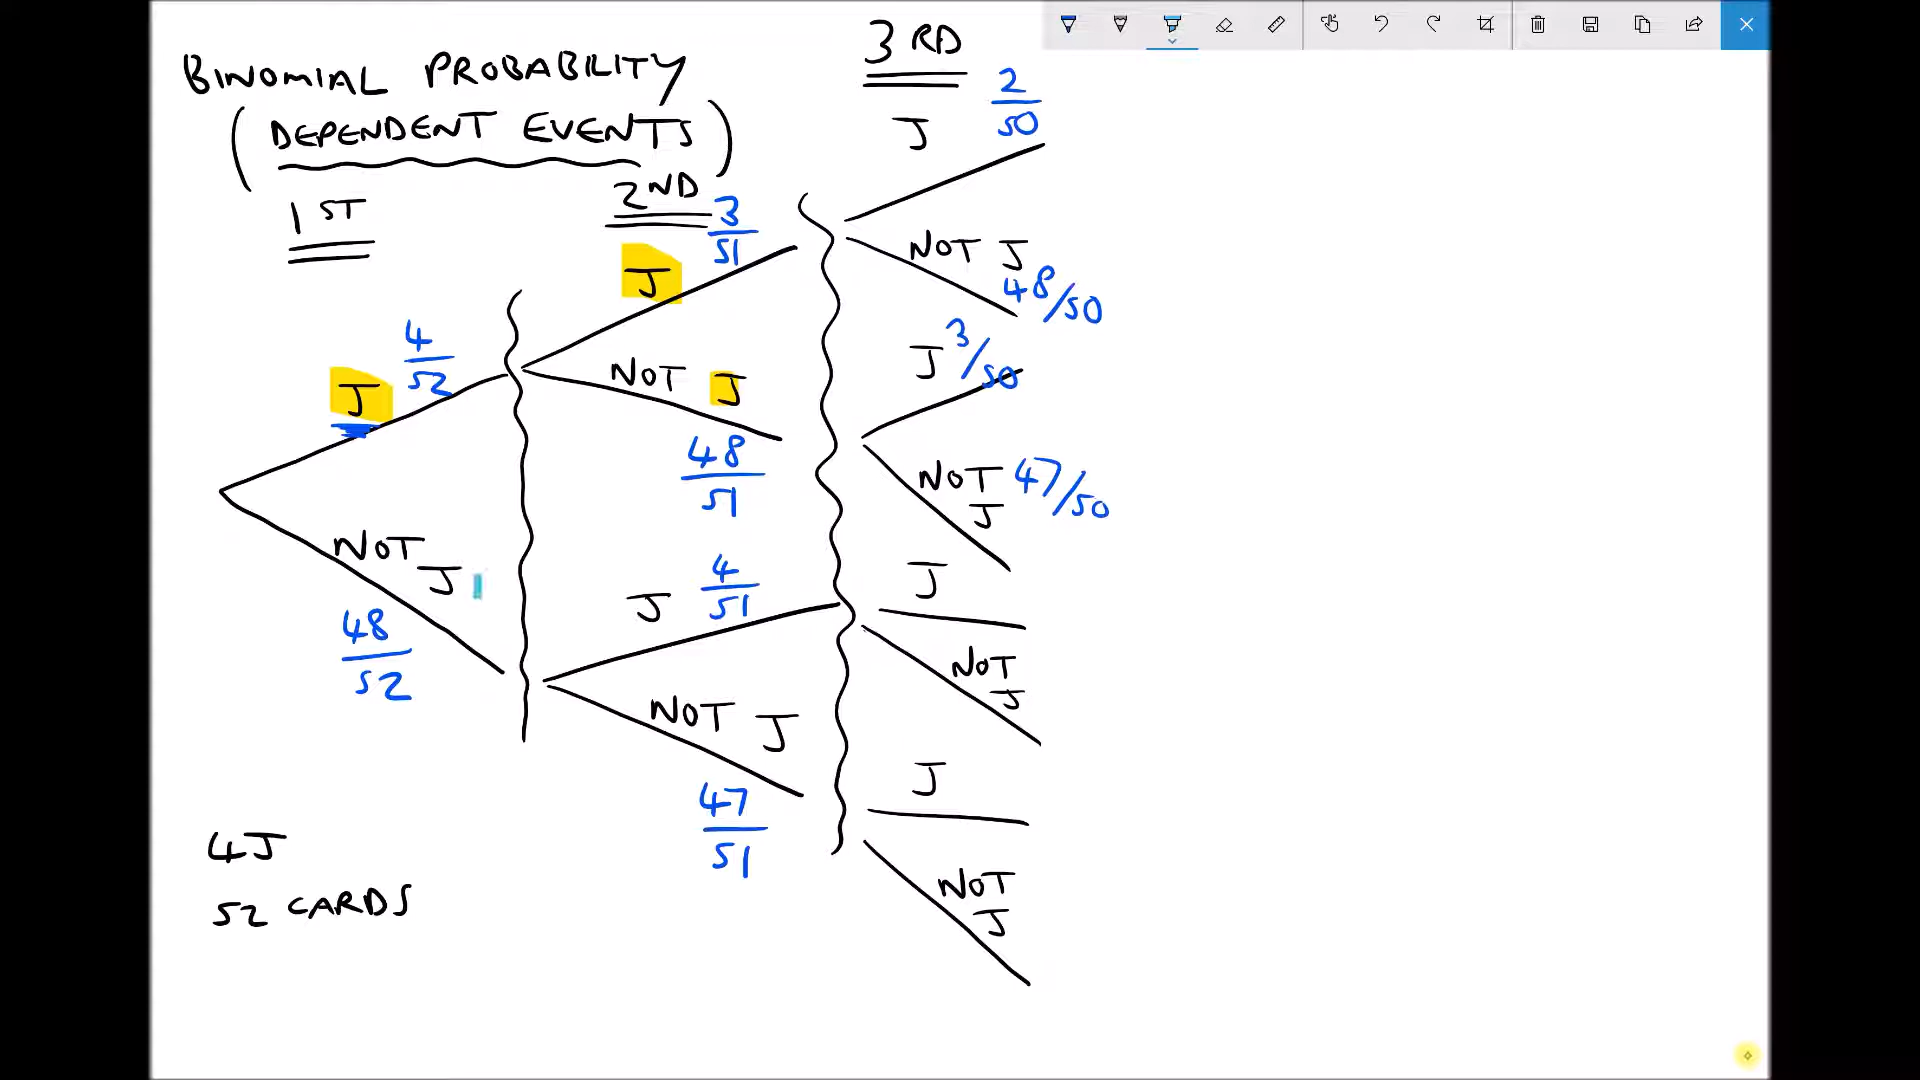 BINOMIAL PROBABILITY
(DEPENDENT EVENTS)
1ST
2ND
3RD
J 4/52
NOT J
48/52
J 3/51
NOT J
48/51
J 4/51
NOT J
47/51
J 2/50
NOT J
48/50
J 3/50
NOT 47/50
J
J
NOT
J
J
NOT
J
4J
52 CARDS